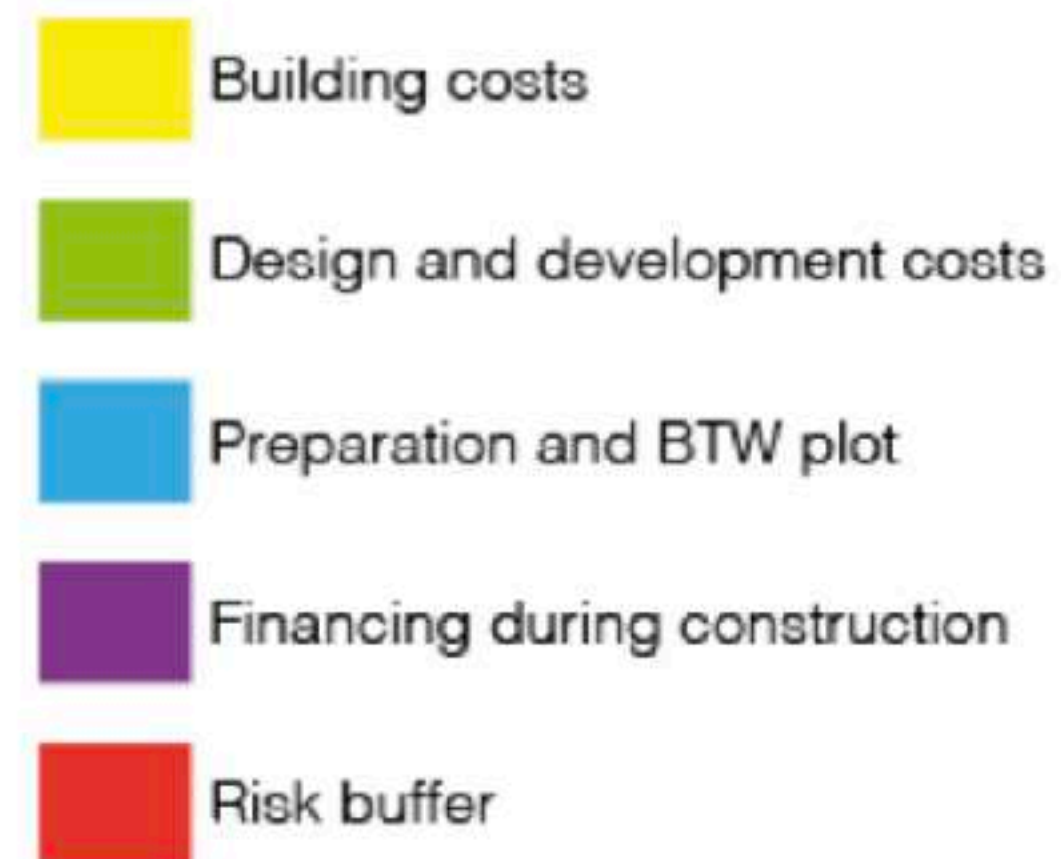 Building costs
Design and development costs
Preparation and BTW plot
Financing during construction
Risk buffer